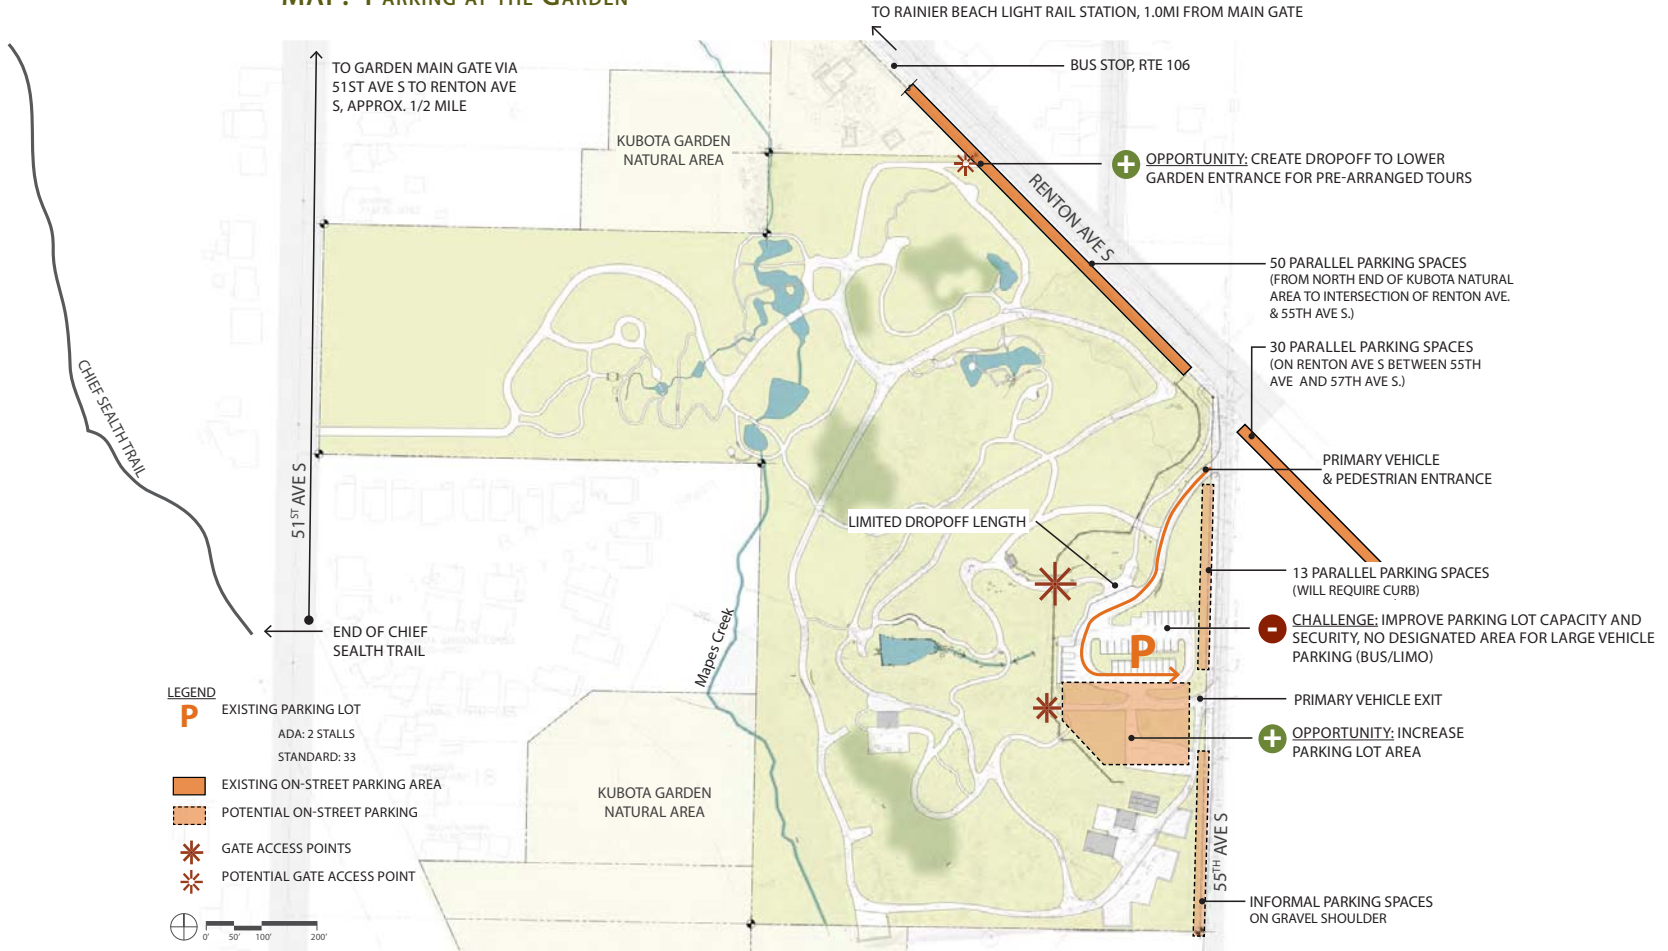 MAP: 1 PARKING AT THE GARDEN
TO RAINIER BEACH LIGHT RAIL STATION, 1.0MI FROM MAIN GATE
BUS STOP, RTE 106
TO GARDEN MAIN GATE VIA
51ST AVE S TO RENTON AVE
S, APPROX. 1/2 MILE
KUBOTA GARDEN
NATURAL AREA
+ OPPORTUNITY: CREATE DROPOFF TO LOWER
GARDEN ENTRANCE FOR PRE-ARRANGED TOURS
RENTON AVE S
50 PARALLEL PARKING SPACES
(FROM NORTH END OF KUBOTA NATURAL
AREA TO INTERSECTION OF RENTON AVE.
& 55TH AVE S.)
30 PARALLEL PARKING SPACES
(ON RENTON AVE S BETWEEN 55TH
AVE AND 57TH AVE S.)
CHIEF SEALTH TRAIL
51ST AVE S
PRIMARY VEHICLE
& PEDESTRIAN ENTRANCE
LIMITED DROPOFF LENGTH
13 PARALLEL PARKING SPACES
(WILL REQUIRE CURB)
- CHALLENGE: IMPROVE PARKING LOT CAPACITY AND
SECURITY, NO DESIGNATED AREA FOR LARGE VEHICLE
PARKING (BUS/LIMO)
END OF CHIEF
SEALTH TRAIL
Mapes Creek
P
PRIMARY VEHICLE EXIT
+ OPPORTUNITY: INCREASE
PARKING LOT AREA
LEGEND
P EXISTING PARKING LOT
ADA: 2 STALLS
STANDARD: 33
EXISTING ON-STREET PARKING AREA
POTENTIAL ON-STREET PARKING
GATE ACCESS POINTS
POTENTIAL GATE ACCESS POINT
0' 50' 100' 200'
KUBOTA GARDEN
NATURAL AREA
55TH AVE S
INFORMAL PARKING SPACES
ON GRAVEL SHOULDER